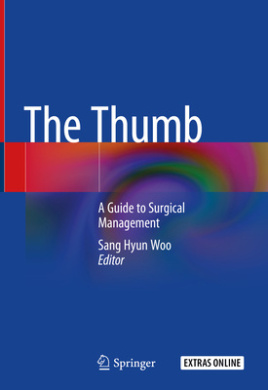 The Thumb
A Guide to Surgical
Management
Sang Hyun Woo
Editor
Springer
EXTRAS ONLINE